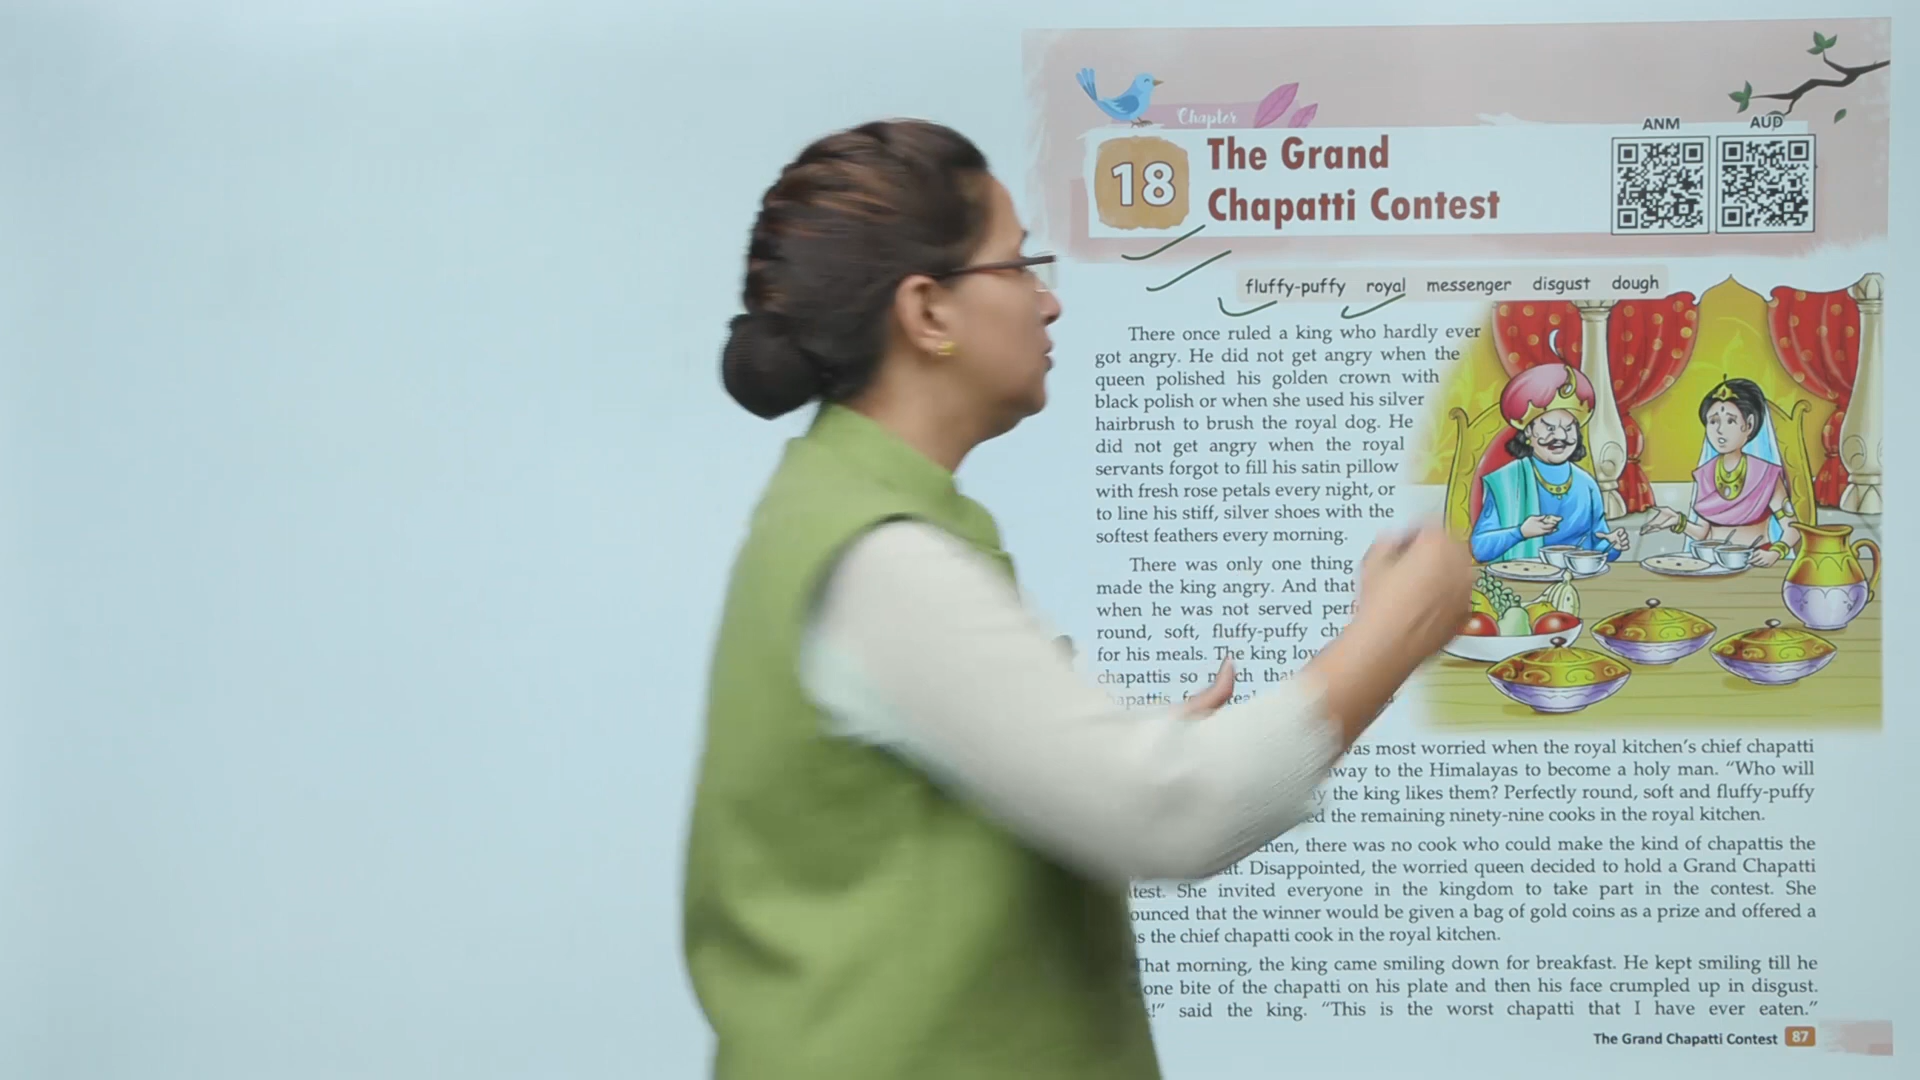 Chapter
18
The Grand
Chapatti Contest
ANM
AUD
fluffy-puffy royal messenger disgust dough
There once ruled a king who hardly ever
got angry. He did not get angry when the
queen polished his golden crown with
black polish or when she used his silver
hairbrush to brush the royal dog. He
did not get angry when the royal
servants forgot to fill his satin pillow
with fresh rose petals every night, or
to line his stiff, silver shoes with the
softest feathers every morning.
There was only one thing
made the king angry. And that
when he was not served
round, soft, fluffy-puffy
for his meals. The king
chapattis so that
most worried when the royal kitchen's chief chapatti
to the Himalayas to become a holy man. "Who will
the king likes them? Perfectly round, soft and fluffy-puffy
the remaining ninety-nine cooks in the royal kitchen.
there was no cook who could make the kind of chapattis the
Disappointed, the worried queen decided to hold a Grand Chapatti
She invited everyone in the kingdom to take part in the contest. She
that the winner would be given a bag of gold coins as a prize and offered a
the chief chapatti cook in the royal kitchen.
That morning, the king came smiling down for breakfast. He kept smiling till he
one bite of the chapatti on his plate and then his face crumpled up in disgust.
said the king. "This is the worst chapatti that I have ever eaten."
The Grand Chapatti Contest 87